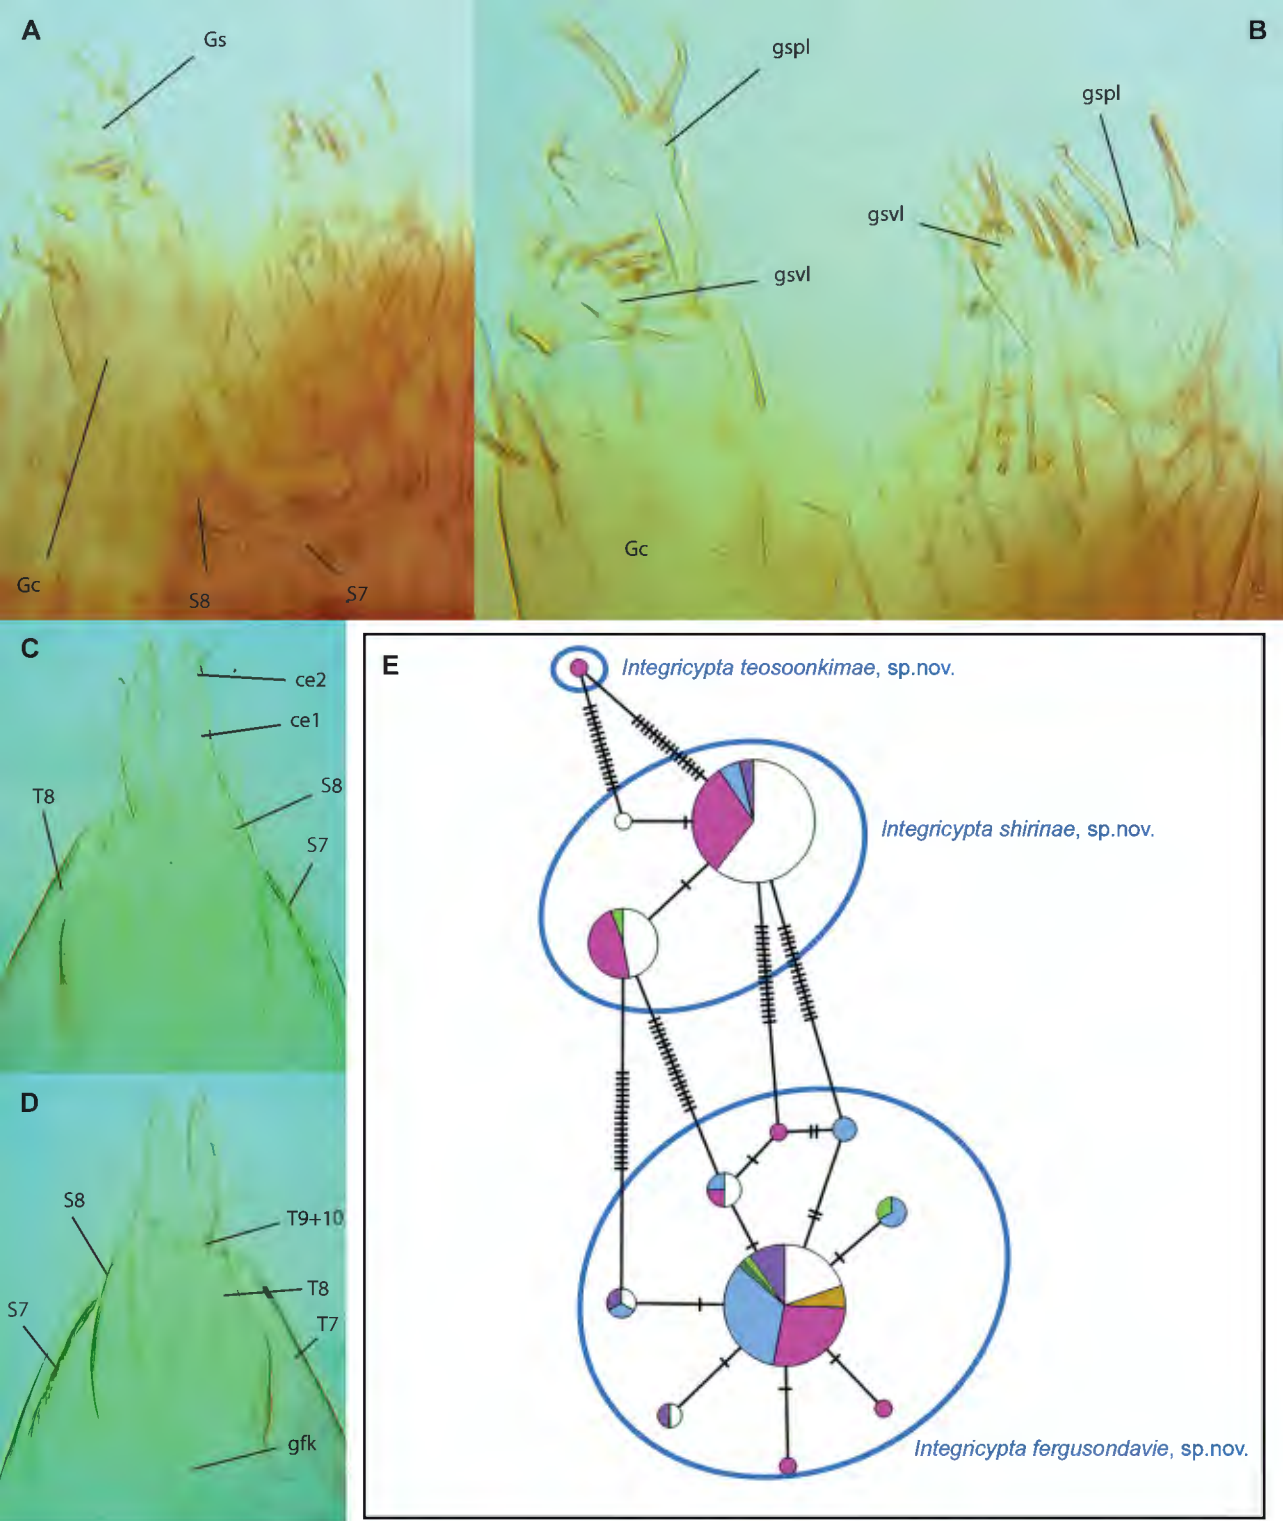 A
Gs
Gc
S8
S7
B
gspl
gspl
gsvl
gsvl
Gc
C
ce2
ce1
T8
S8
S7
D
S8
T9+10
T8
S7
T7
gfk
E
Integricypta teosoonkimae, sp.nov.
Integricypta shirinae, sp.nov.
Integricypta fergusondavie, sp.nov.